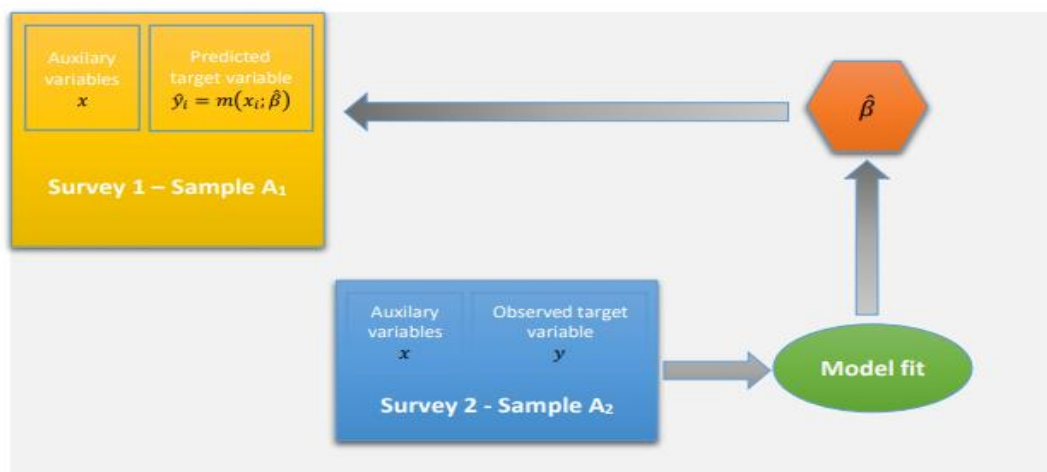 Auxilary
variables
x
Predicted
target variable
ŷᵢ = m(xᵢ; β̂)
Survey 1 – Sample A₁
β̂
Auxilary
variables
x
Observed target
variable
y
Survey 2 - Sample A₂
Model fit